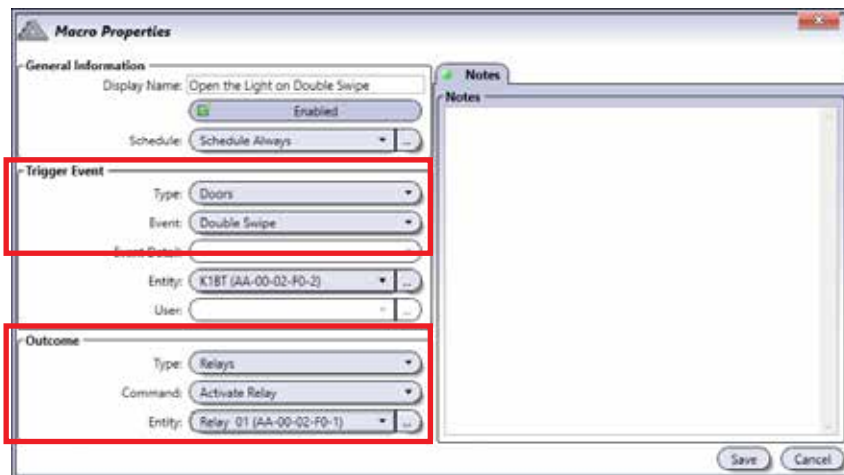 Macro Properties
General Information
Display Name: Open the Light on Double Swipe
Enabled
Schedule: Schedule Always ...
Trigger Event
Type: Doors
Event: Double Swipe
Event Detail:
Entity: K1BT (AA-00-02-F0-2) ...
User: ...
Outcome
Type: Relays
Command: Activate Relay
Entity: Relay 01 (AA-00-02-F0-1) ...
Notes
Notes
Save
Cancel